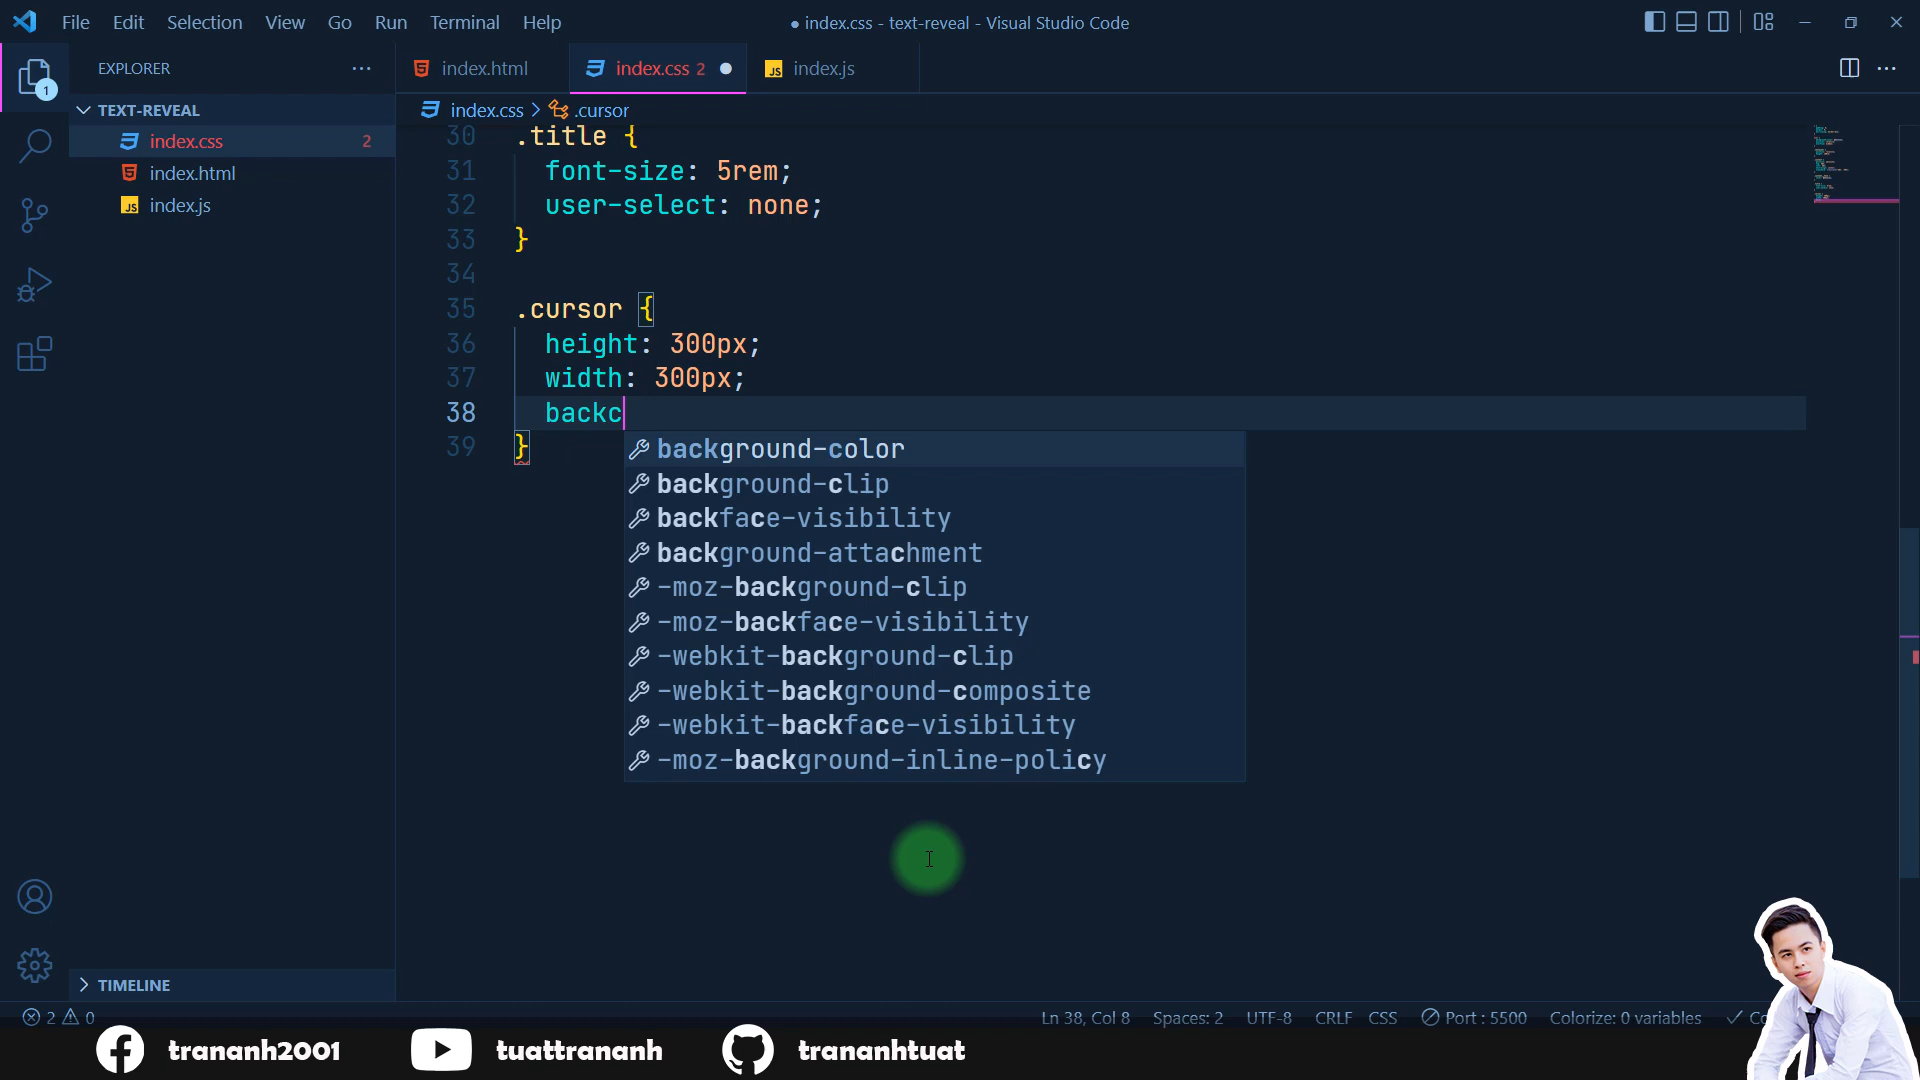 File Edit Selection View Go Run Terminal Help
● index.css - text-reveal - Visual Studio Code
EXPLORER
index.html
index.css 2
JS index.js
TEXT-REVEAL
index.css > .cursor
index.css 2
index.html
JS index.js
1
30 .title {
31 font-size: 5rem;
32 user-select: none;
33 }
34
35 .cursor {
36 height: 300px;
37 width: 300px;
38 backc
39 }
background-color
background-clip
backface-visibility
background-attachment
-moz-background-clip
-moz-backface-visibility
-webkit-background-clip
-webkit-background-composite
-webkit-backface-visibility
-moz-background-inline-policy
TIMELINE
2 0
Ln 38, Col 8 Spaces: 2 UTF-8 CRLF CSS Port : 5500 Colorize: 0 variables
trananh2001 tuattrananh trananhtuat